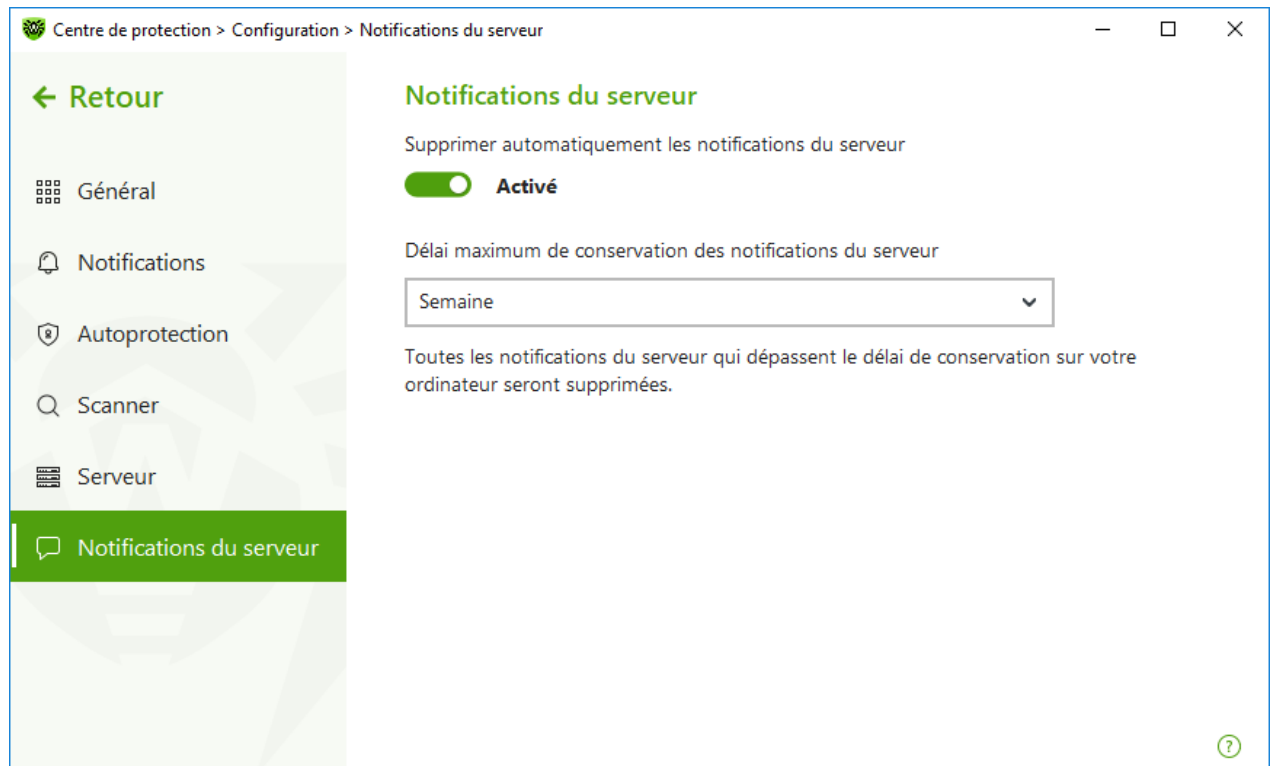 Centre de protection > Configuration > Notifications du serveur
Retour
Général
Notifications
Autoprotection
Scanner
Serveur
Notifications du serveur
Notifications du serveur
Supprimer automatiquement les notifications du serveur
Activé
Délai maximum de conservation des notifications du serveur
Semaine
Toutes les notifications du serveur qui dépassent le délai de conservation sur votre
ordinateur seront supprimées.
?